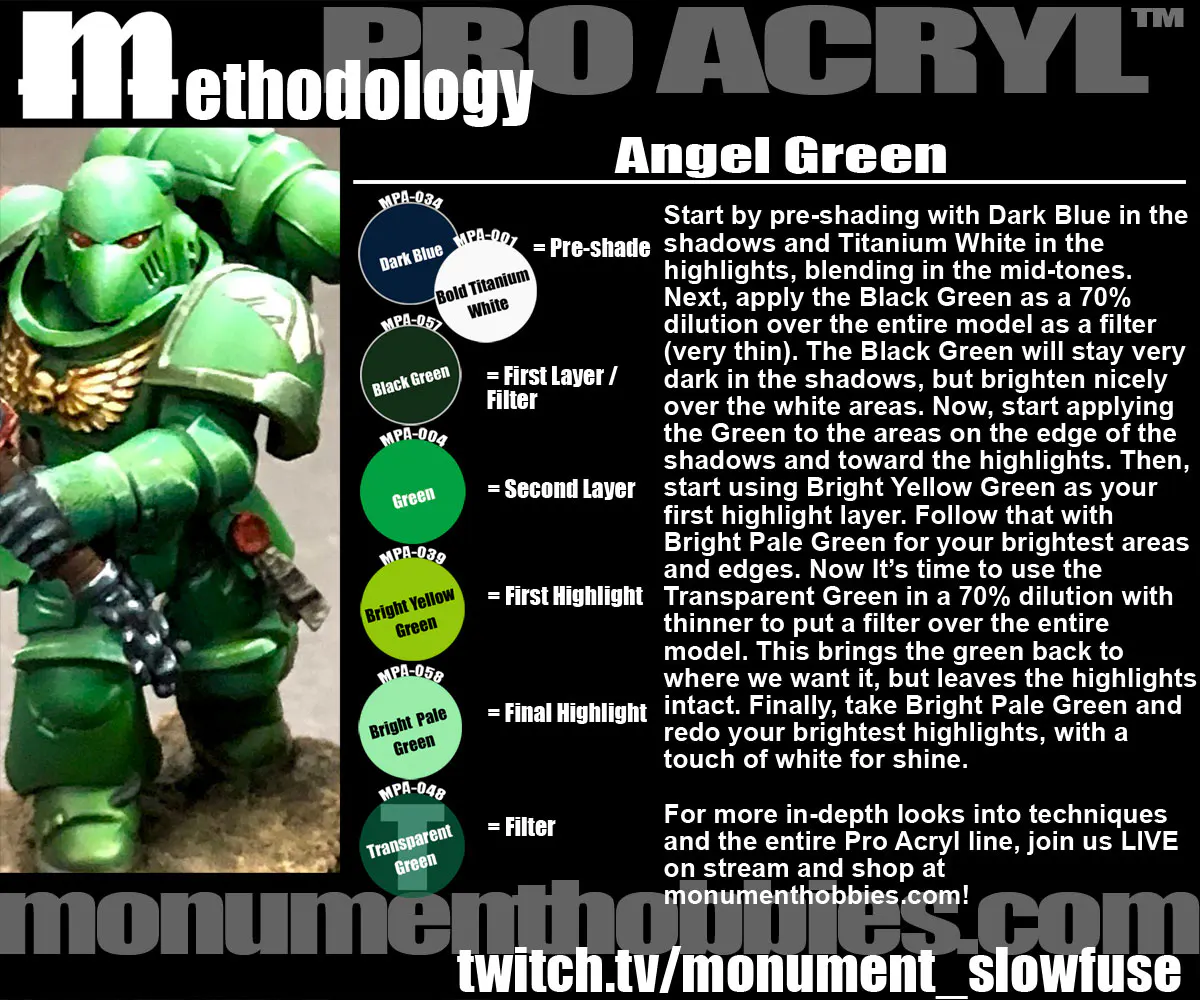 PRO ACRYL™
methodology
Angel Green
MPA-034
Dark Blue
MPA-001
Bold Titanium
White
= Pre-shade
MPA-057
Black Green
= First Layer /
Filter
MPA-004
Green
= Second Layer
MPA-039
Bright Yellow
Green
= First Highlight
MPA-058
Bright Pale
Green
= Final Highlight
MPA-048
T
Transparent
Green
= Filter
Start by pre-shading with Dark Blue in the
shadows and Titanium White in the
highlights, blending in the mid-tones.
Next, apply the Black Green as a 70%
dilution over the entire model as a filter
(very thin). The Black Green will stay very
dark in the shadows, but brighten nicely
over the white areas. Now, start applying
the Green to the areas on the edge of the
shadows and toward the highlights. Then,
start using Bright Yellow Green as your
first highlight layer. Follow that with
Bright Pale Green for your brightest areas
and edges. Now It’s time to use the
Transparent Green in a 70% dilution with
thinner to put a filter over the entire
model. This brings the green back to
where we want it, but leaves the highlights
intact. Finally, take Bright Pale Green and
redo your brightest highlights, with a
touch of white for shine.
For more in-depth looks into techniques
and the entire Pro Acryl line, join us LIVE
on stream and shop at
monumenthobbies.com!
monumenthobbies.com
twitch.tv/monument_slowfuse